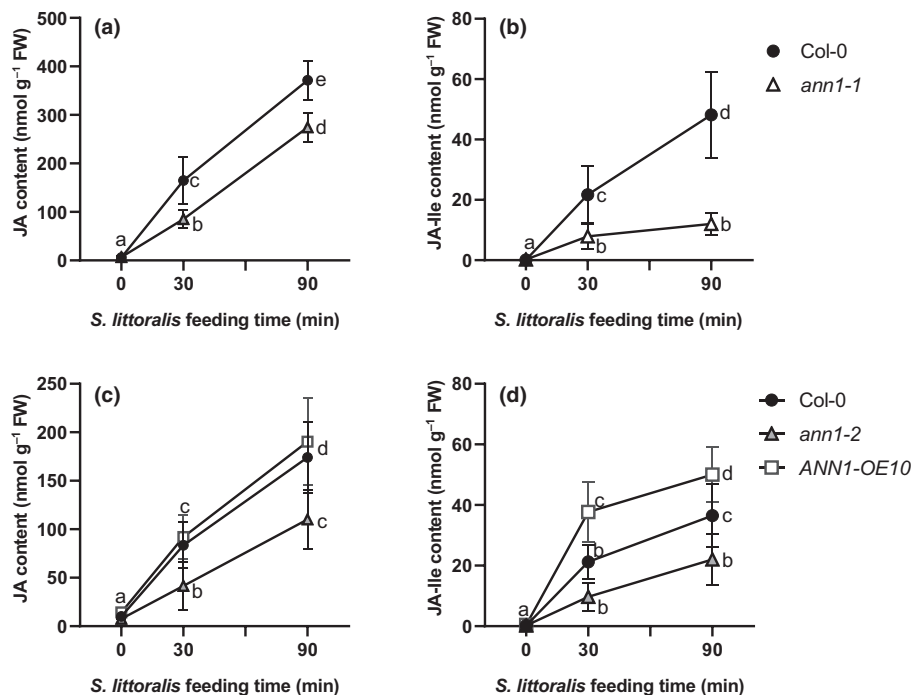 (a)
JA content (nmol g⁻¹ FW)
500
400
300
200
100
0
a
c
b
e
d
0 30 90
S. littoralis feeding time (min)
(b)
JA-Ile content (nmol g⁻¹ FW)
80
60
40
20
0
a
c
b
d
b
0 30 90
S. littoralis feeding time (min)
Col-0
ann1-1
(c)
JA content (nmol g⁻¹ FW)
250
200
150
100
50
0
a
c
b
d
c
0 30 90
S. littoralis feeding time (min)
(d)
JA-Ile content (nmol g⁻¹ FW)
80
60
40
20
0
a
c
b
b
d
c
b
0 30 90
S. littoralis feeding time (min)
Col-0
ann1-2
ANN1-OE10